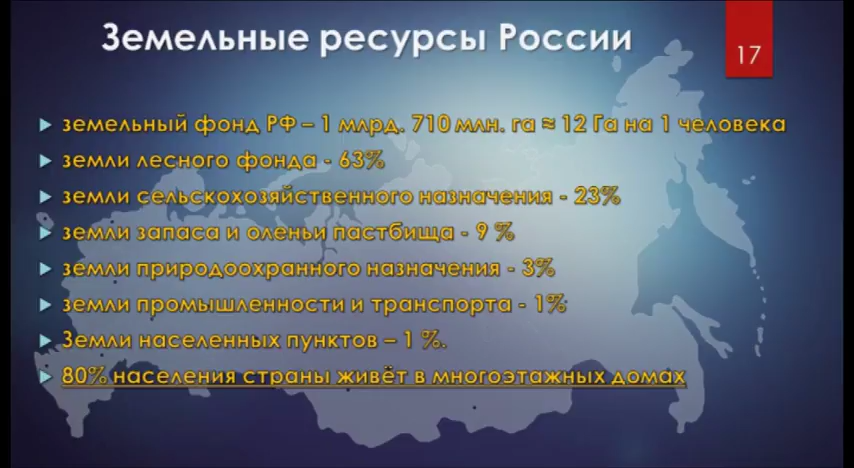 Земельные ресурсы России
17
земельный фонд РФ – 1 млрд. 710 млн. га ≈ 12 Га на 1 человека
земли лесного фонда - 63%
земли сельскохозяйственного назначения - 23%
земли запаса и оленьи пастбища - 9 %
земли природоохранного назначения - 3%
земли промышленности и транспорта - 1%
Земли населенных пунктов – 1 %.
80% населения страны живёт в многоэтажных домах